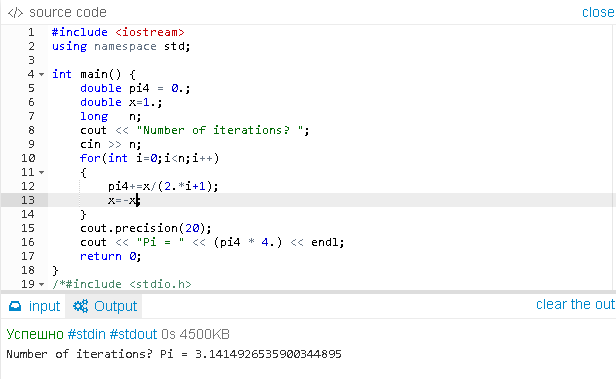 </> source code close
1 #include <iostream>
2 using namespace std;
3
4 int main() {
5 double pi4 = 0.;
6 double x=1.;
7 long n;
8 cout << "Number of iterations? ";
9 cin >> n;
10 for(int i=0;i<n;i++)
11 {
12 pi4+=x/(2.*i+1);
13 x=-x;
14 }
15 cout.precision(20);
16 cout << "Pi = " << (pi4 * 4.) << endl;
17 return 0;
18 }
19 /*#include <stdio.h>
input Output clear the out
Успешно #stdin #stdout 0s 4500KB
Number of iterations? Pi = 3.1414926535900344895